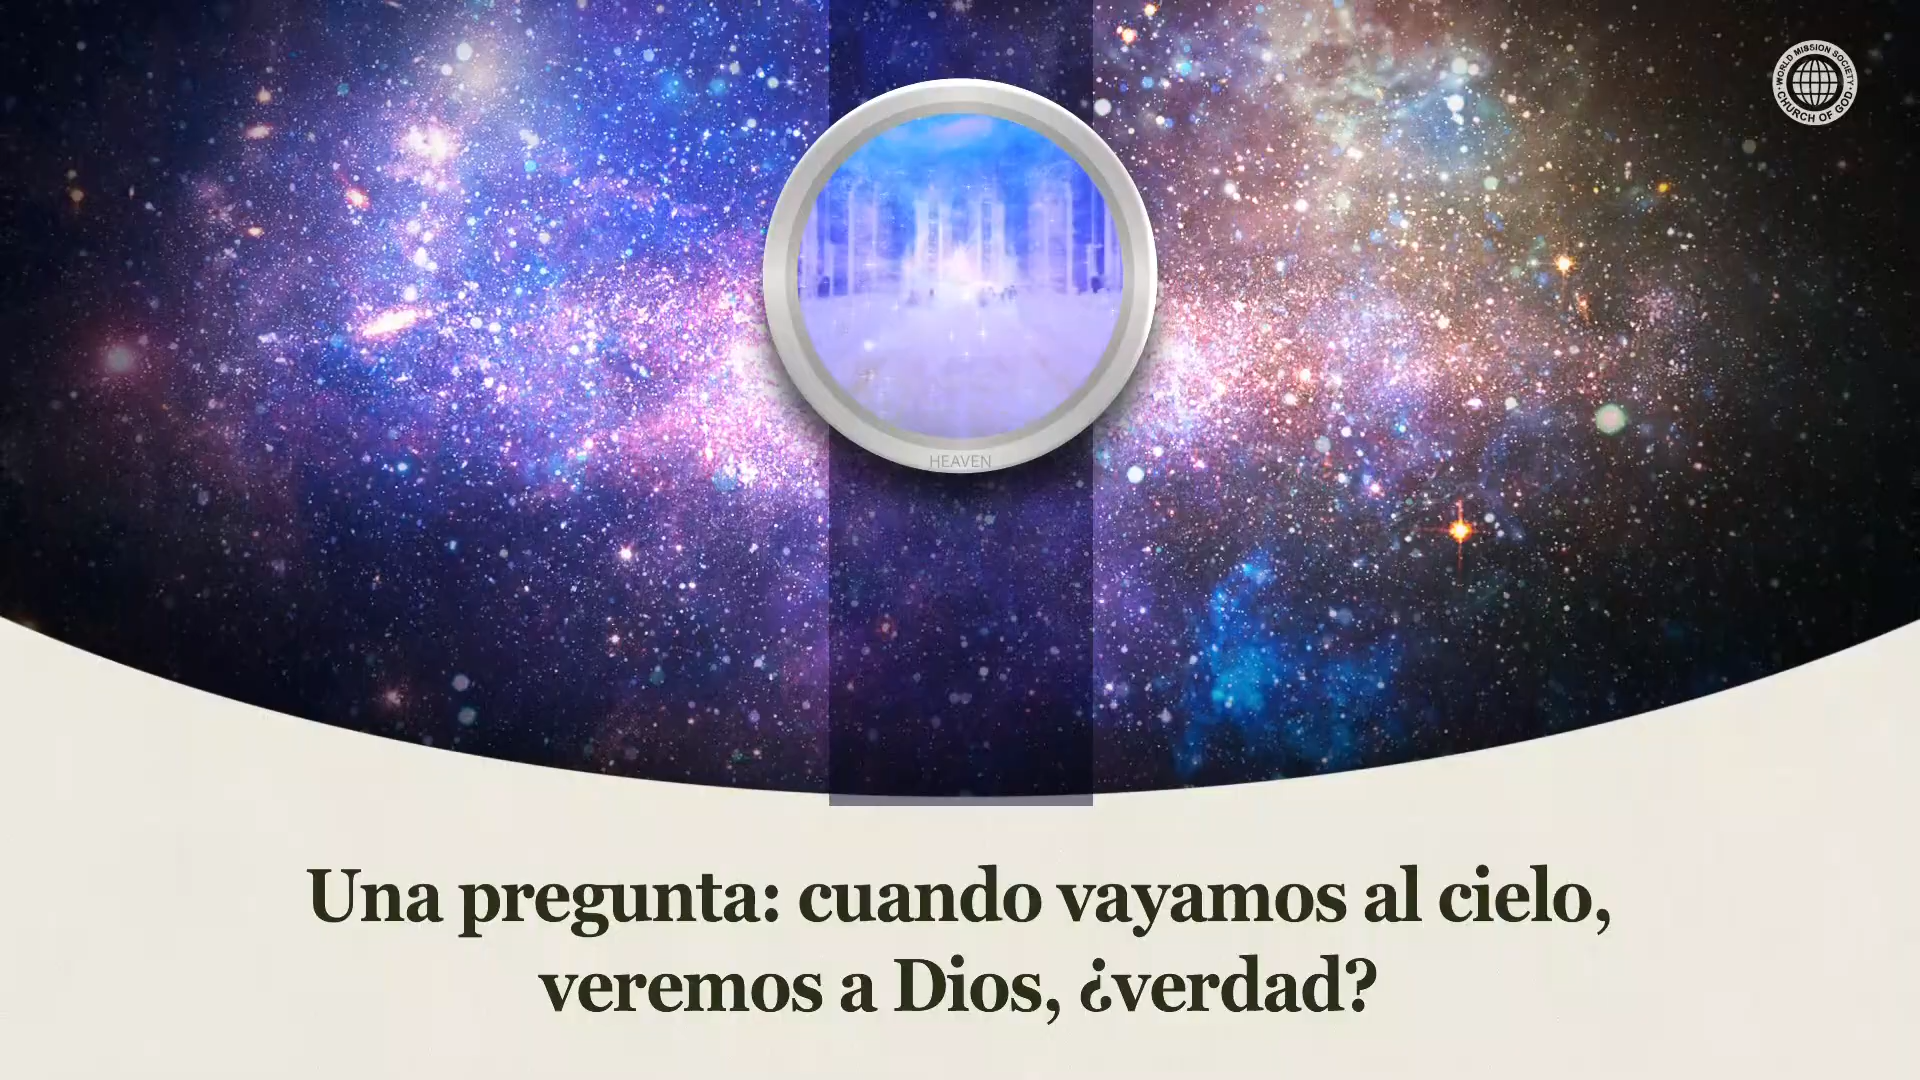 WORLD MISSION SOCIETY
CHURCH OF GOD
HEAVEN
Una pregunta: cuando vayamos al cielo,
veremos a Dios, ¿verdad?